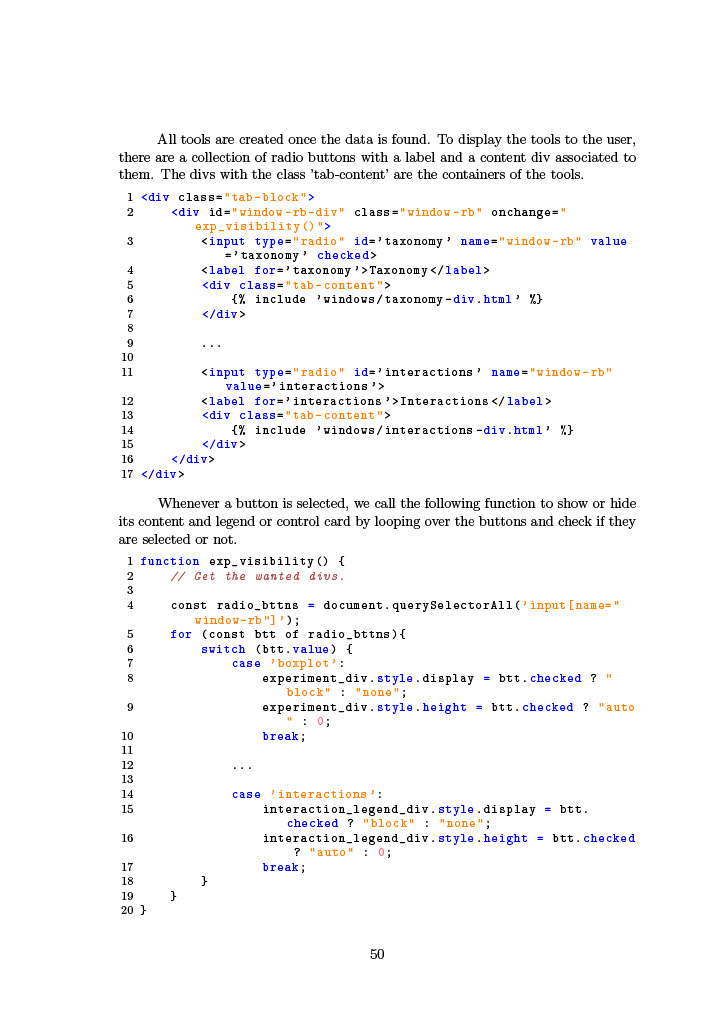 All tools are created once the data is found. To display the tools to the user,
there are a collection of radio buttons with a label and a content div associated to
them. The divs with the class 'tab-content' are the containers of the tools.
1 <div class="tab-block">
2     <div id="window-rb-div" class="window-rb" onchange="
exp_visibility()">
3         <input type="radio" id='taxonomy' name="window-rb" value
='taxonomy' checked>
4         <label for='taxonomy'>Taxonomy</label>
5         <div class="tab-content">
6             {% include 'windows/taxonomy-div.html' %}
7         </div>
8
9         ...
10
11         <input type="radio" id='interactions' name="window-rb"
value='interactions'>
12         <label for='interactions'>Interactions</label>
13         <div class="tab-content">
14             {% include 'windows/interactions-div.html' %}
15         </div>
16     </div>
17 </div>
Whenever a button is selected, we call the following function to show or hide
its content and legend or control card by looping over the buttons and check if they
are selected or not.
1 function exp_visibility() {
2     // Get the wanted divs.
3
4     const radio_bttns = document.querySelectorAll('input[name="
window-rb"]');
5     for (const btt of radio_bttns){
6         switch (btt.value) {
7             case 'boxplot':
8                 experiment_div.style.display = btt.checked ? "
block" : "none";
9                 experiment_div.style.height = btt.checked ? "auto
" : 0;
10                 break;
11
12             ...
13
14             case 'interactions':
15                 interaction_legend_div.style.display = btt.
checked ? "block" : "none";
16                 interaction_legend_div.style.height = btt.checked
? "auto" : 0;
17                 break;
18         }
19     }
20 }
50